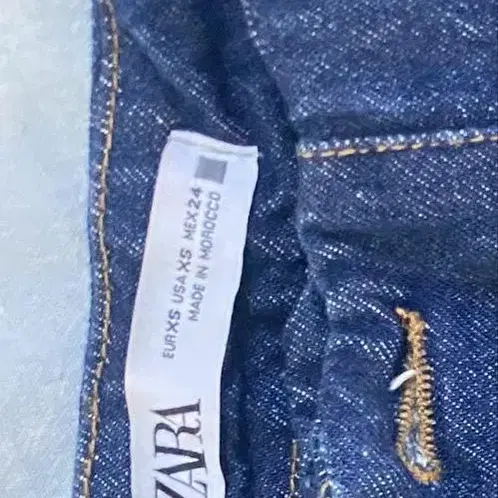 ZARA
EUR XS USA XS MEX 24
MADE IN MOROCCO